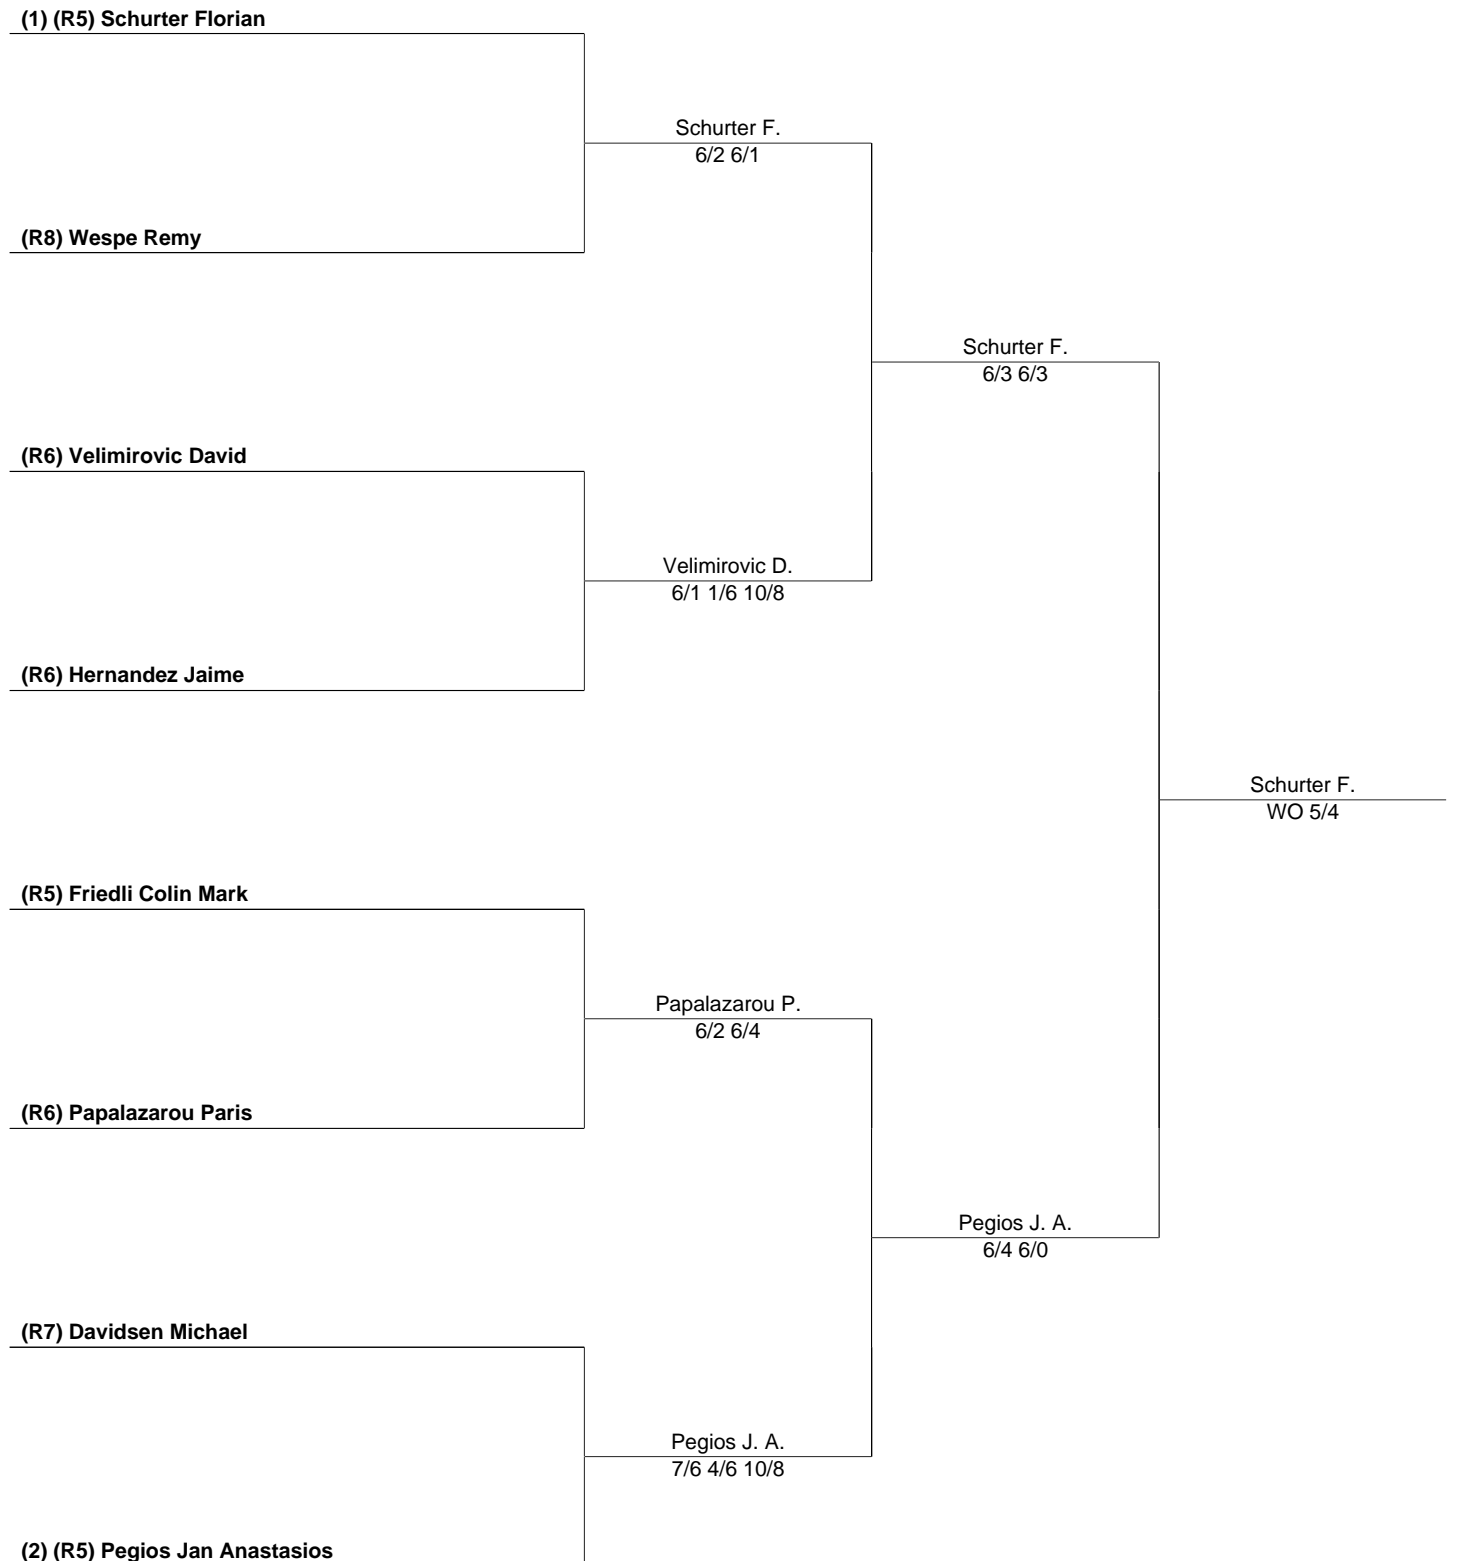 (1) (R5) Schurter Florian
Schurter F.
6/2 6/1
(R8) Wespe Remy
Schurter F.
6/3 6/3
(R6) Velimirovic David
Velimirovic D.
6/1 1/6 10/8
(R6) Hernandez Jaime
Schurter F.
WO 5/4
(R5) Friedli Colin Mark
Papalazarou P.
6/2 6/4
(R6) Papalazarou Paris
Pegios J. A.
6/4 6/0
(R7) Davidsen Michael
Pegios J. A.
7/6 4/6 10/8
(2) (R5) Pegios Jan Anastasios